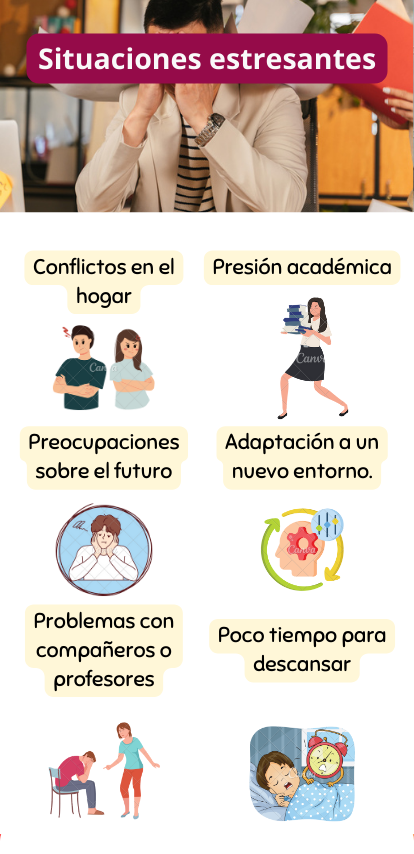 Situaciones estresantes
Conflictos en el
hogar
Presión académica
Preocupaciones
sobre el futuro
Adaptación a un
nuevo entorno.
Problemas con
compañeros o
profesores
Poco tiempo para
descansar